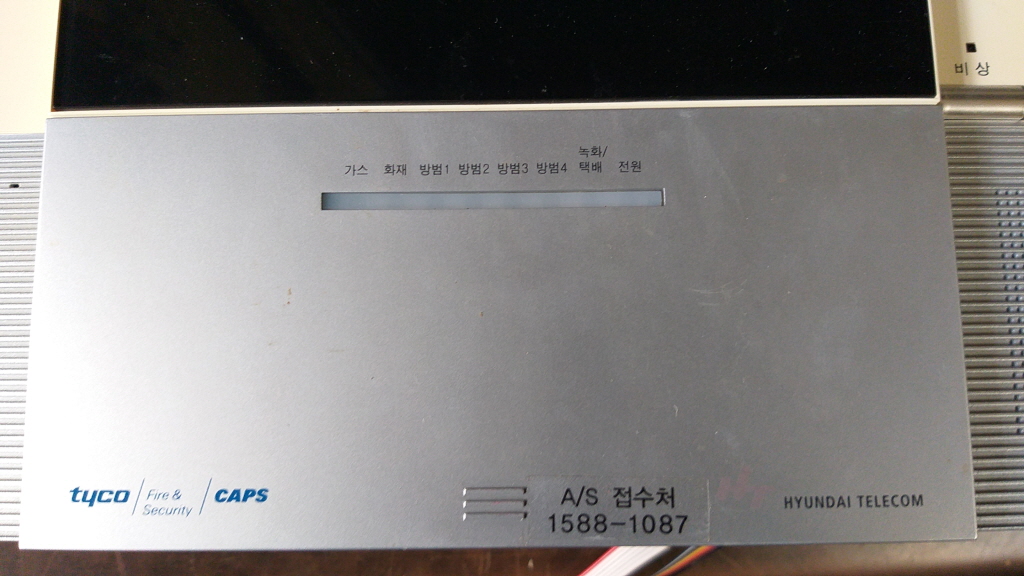 비상
녹화/
가스 화재 방범1 방범2 방범3 방범4 택배 전원
tyco Fire & Security CAPS
A/S 접수처
1588-1087
HYUNDAI TELECOM